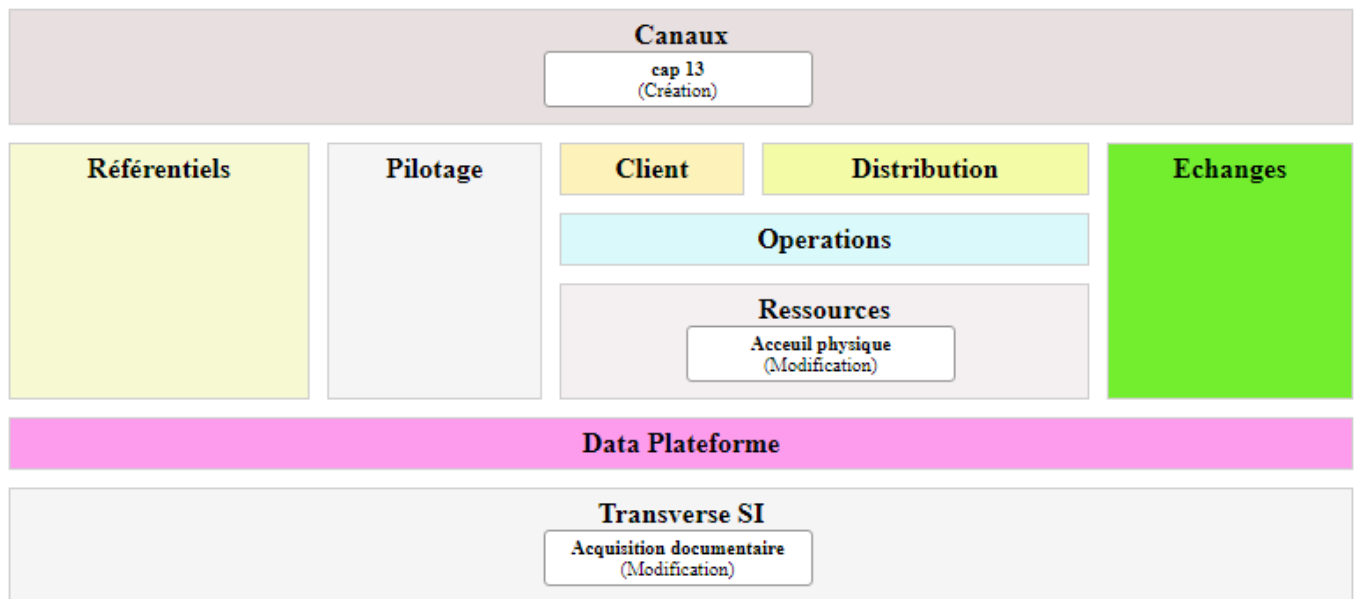 Canaux
cap 13
(Création)
Référentiels
Pilotage
Client
Distribution
Echanges
Operations
Ressources
Acceuil physique
(Modification)
Data Plateforme
Transverse SI
Acquisition documentaire
(Modification)